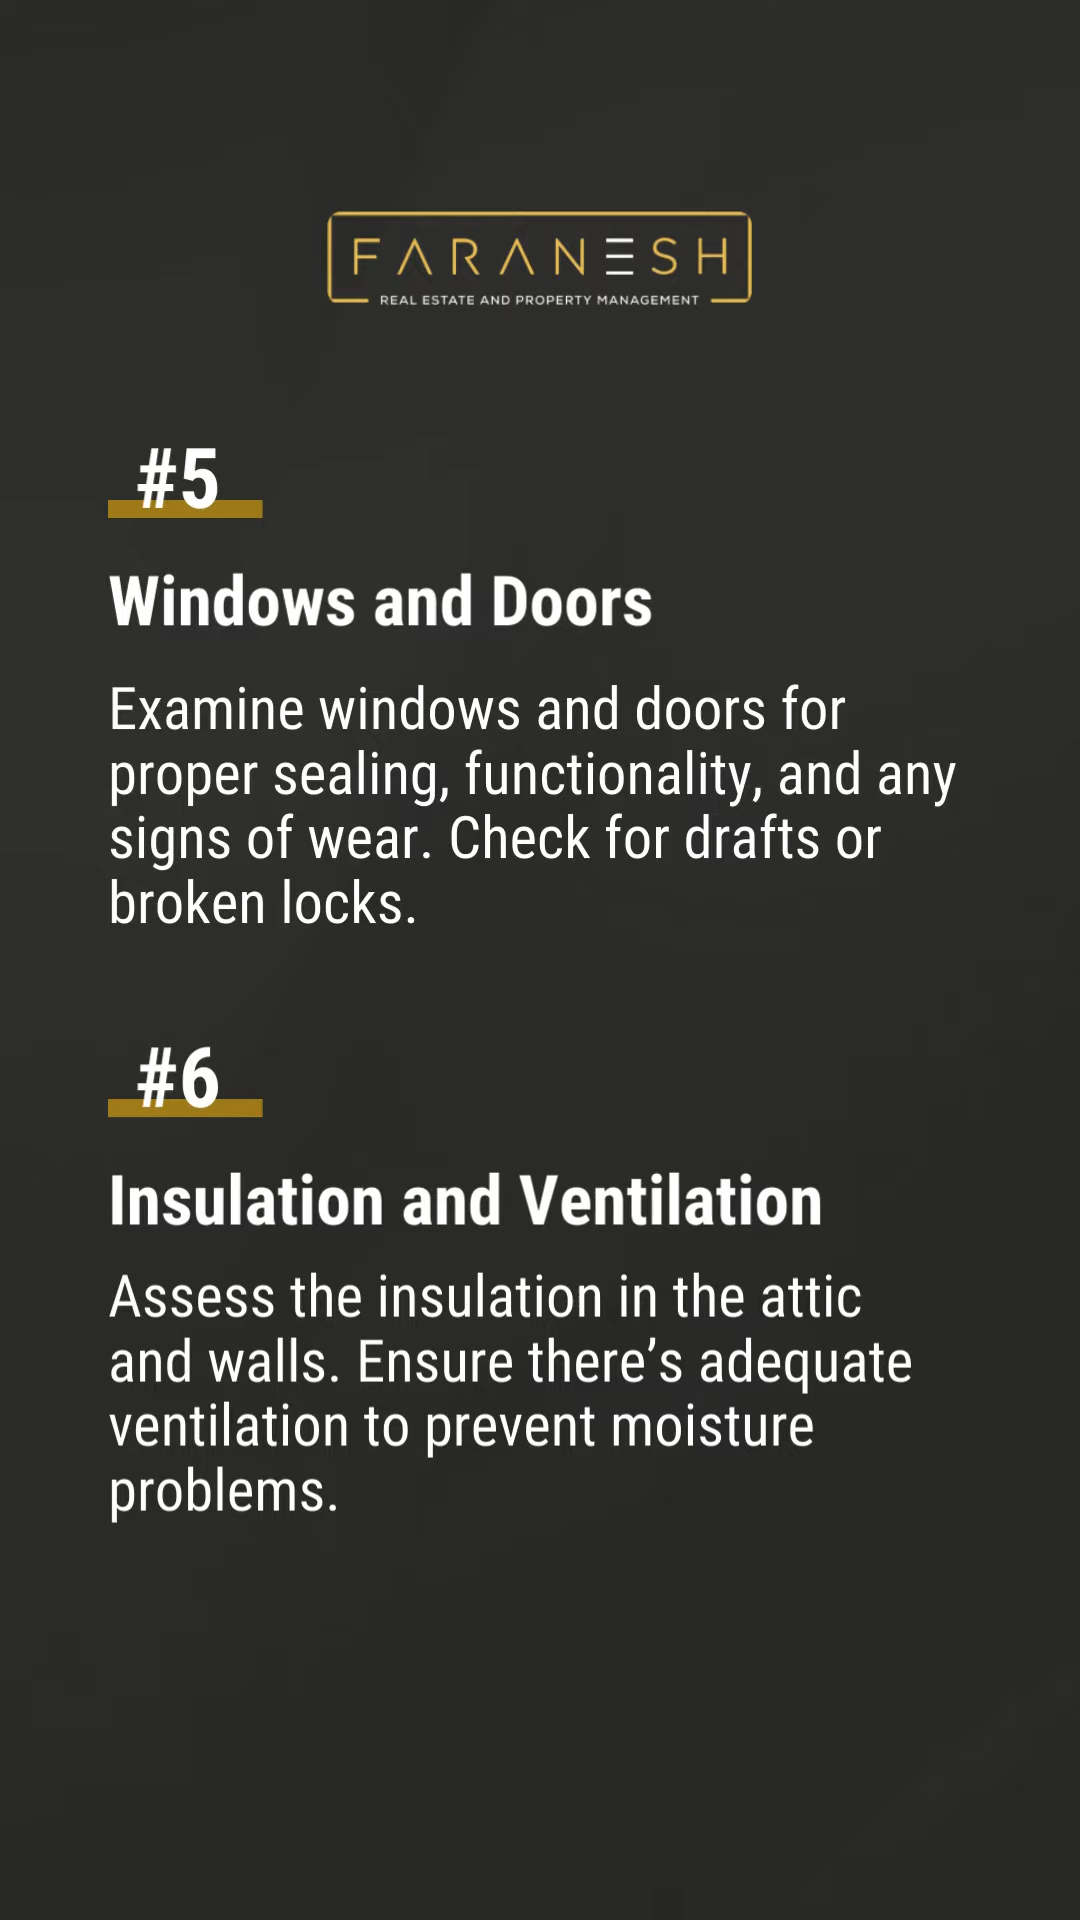 FARANESH
REAL ESTATE AND PROPERTY MANAGEMENT
#5
Windows and Doors
Examine windows and doors for
proper sealing, functionality, and any
signs of wear. Check for drafts or
broken locks.
#6
Insulation and Ventilation
Assess the insulation in the attic
and walls. Ensure there’s adequate
ventilation to prevent moisture
problems.